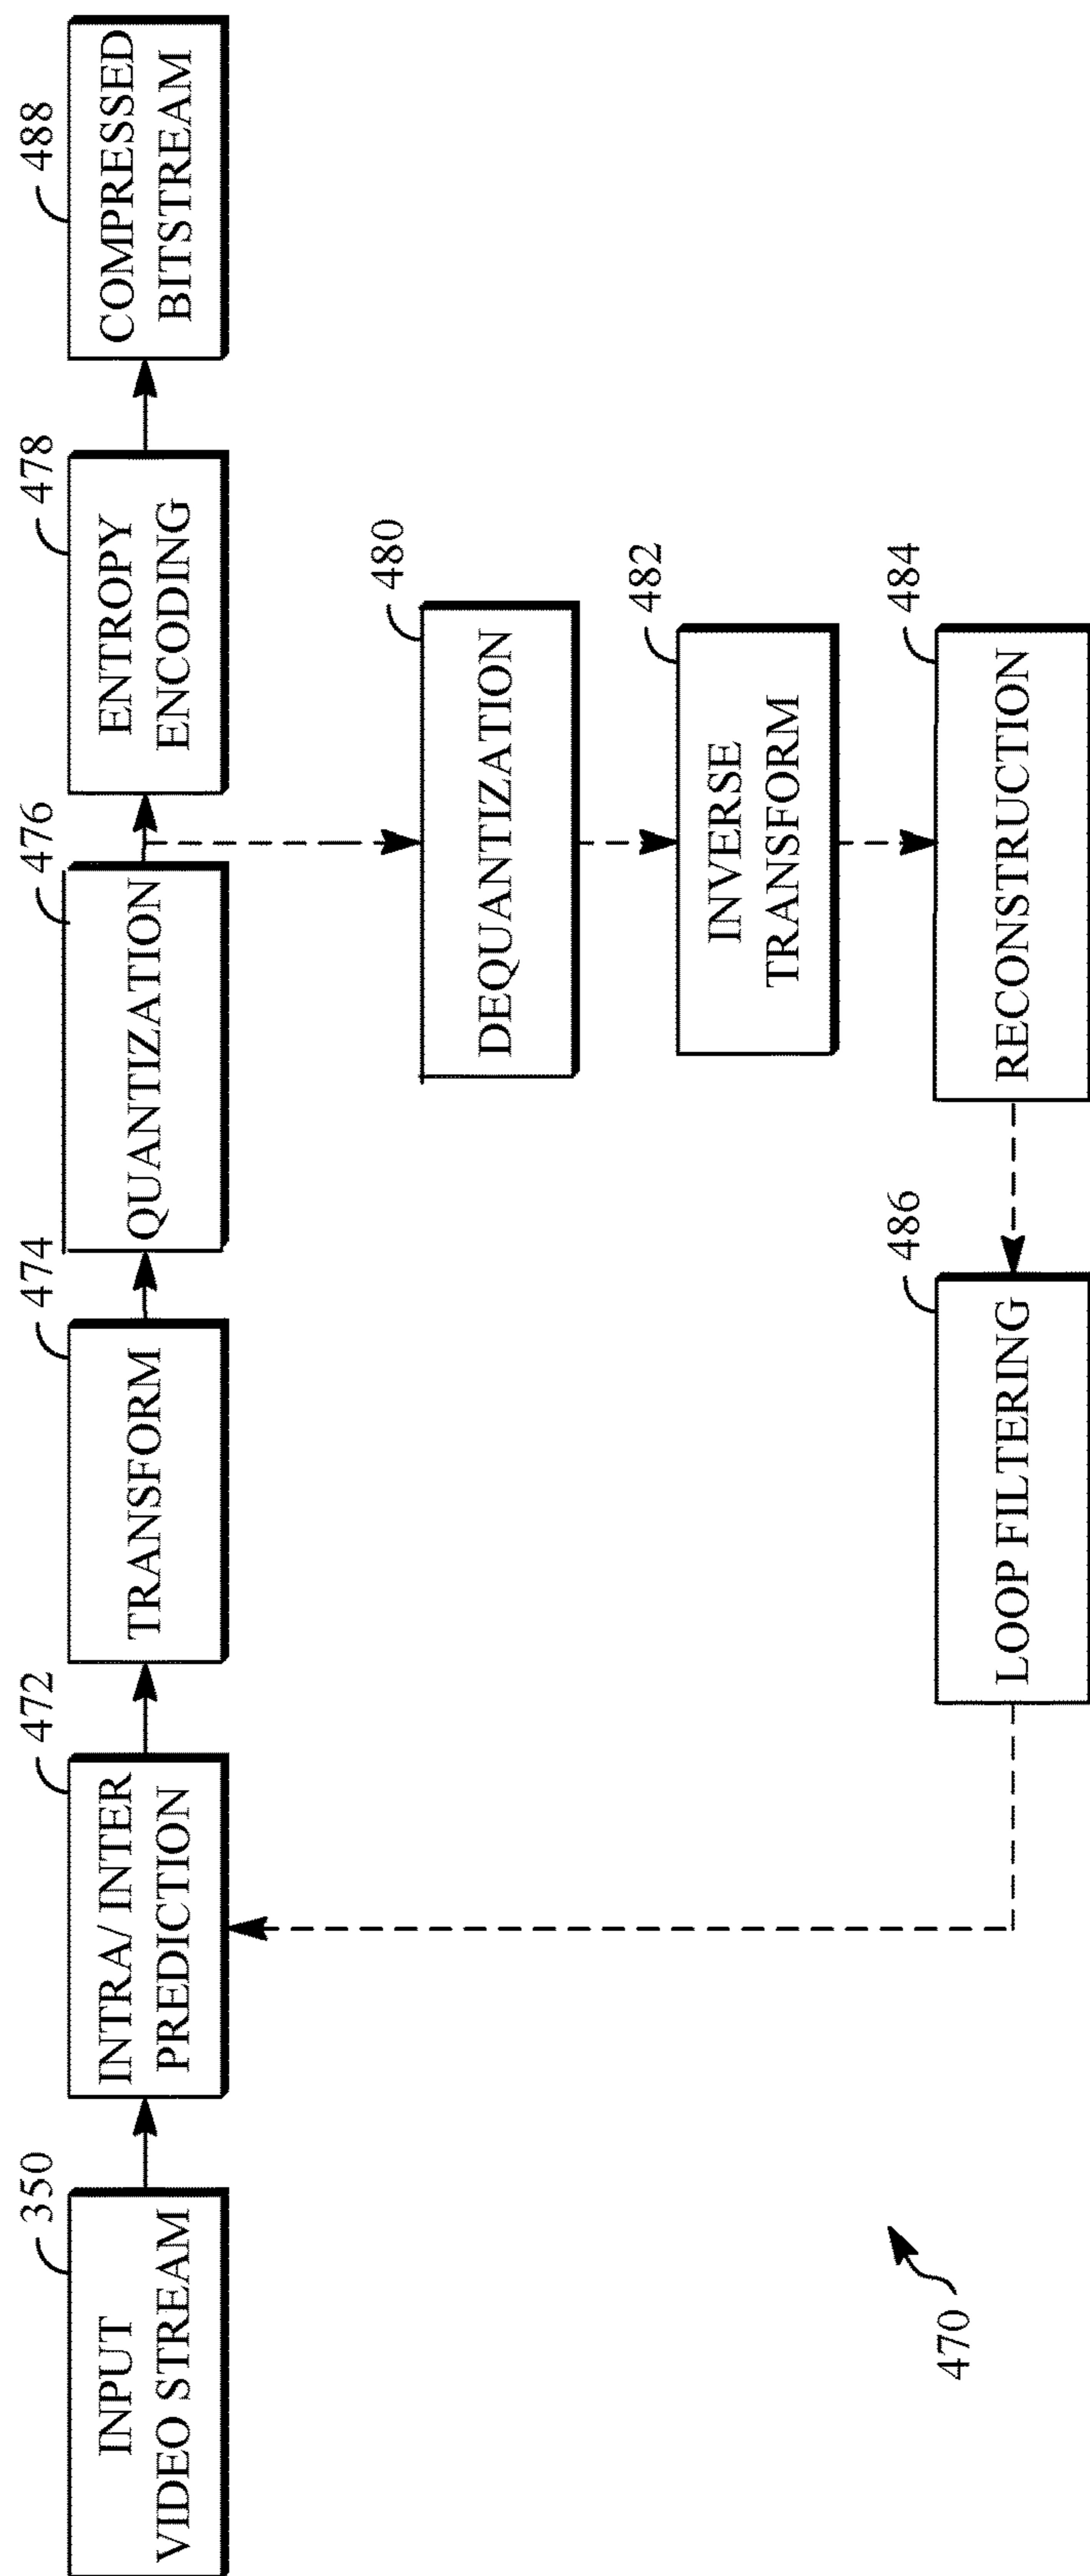 350
INPUT
VIDEO STREAM
472
INTRA/ INTER
PREDICTION
474
TRANSFORM
476
QUANTIZATION
478
ENTROPY
ENCODING
488
COMPRESSED
BITSTREAM
480
DEQUANTIZATION
482
INVERSE
TRANSFORM
484
RECONSTRUCTION
486
LOOP FILTERING
470